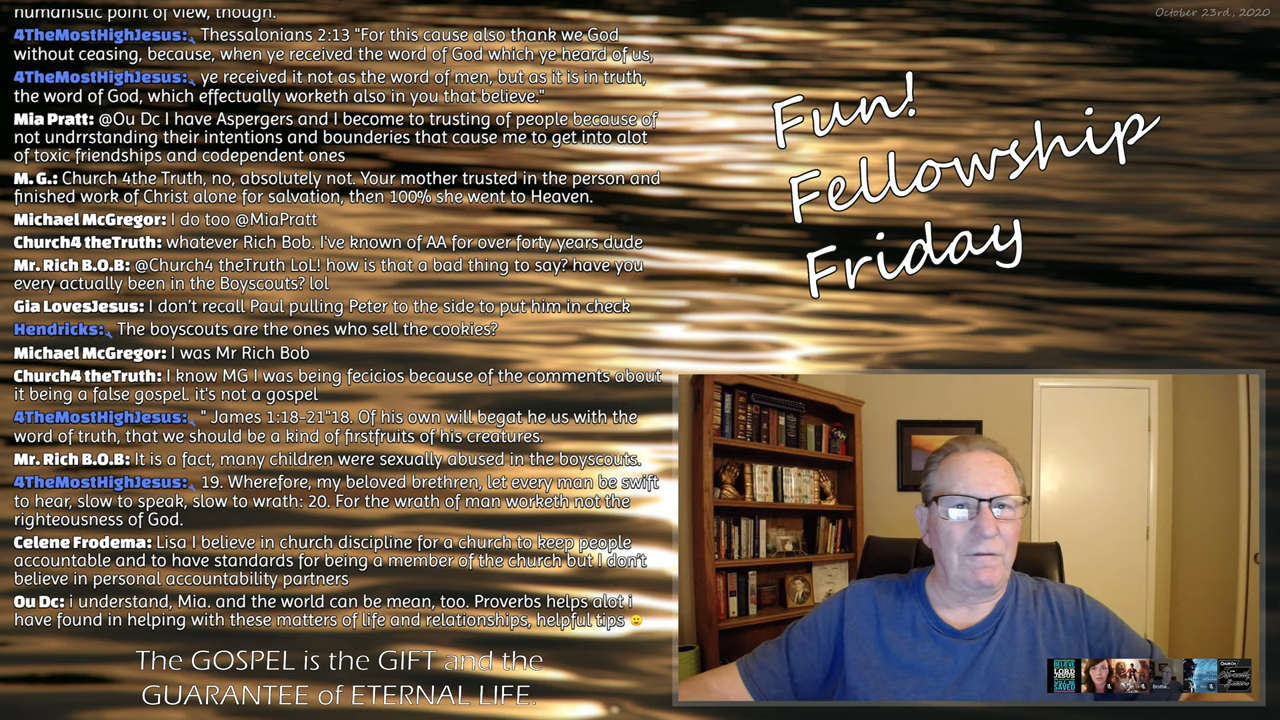 humanistic point of view, though.
4TheMostHighJesus: Thessalonians 2:13 "For this cause also thank we God
without ceasing, because, when ye received the word of God which ye heard of us,
4TheMostHighJesus: ye received it not as the word of men, but as it is in truth,
the word of God, which effectually worketh also in you that believe."
Mia Pratt: @Ou Dc I have Aspergers and I become to trusting of people because of
not undrrstanding their intentions and bounderies that cause me to get into alot
of toxic friendships and codependent ones
M. G.: Church 4the Truth, no, absolutely not. Your mother trusted in the person and
finished work of Christ alone for salvation, then 100% she went to Heaven.
Michael McGregor: I do too @MiaPratt
Church4 theTruth: whatever Rich Bob. I've known of AA for over forty years dude
Mr. Rich B.O.B: @Church4 theTruth LoL! how is that a bad thing to say? have you
every actually been in the Boyscouts? lol
Gia LovesJesus: I don't recall Paul pulling Peter to the side to put him in check
Hendricks: The boyscouts are the ones who sell the cookies?
Michael McGregor: I was Mr Rich Bob
Church4 theTruth: I know MG I was being fecicios because of the comments about
it being a false gospel. it's not a gospel
4TheMostHighJesus: " James 1:18-21"18. Of his own will begat he us with the
word of truth, that we should be a kind of firstfruits of his creatures.
Mr. Rich B.O.B: It is a fact, many children were sexually abused in the boyscouts.
4TheMostHighJesus: 19. Wherefore, my beloved brethren, let every man be swift
to hear, slow to speak, slow to wrath: 20. For the wrath of man worketh not the
righteousness of God.
Celene Frodema: Lisa I believe in church discipline for a church to keep people
accountable and to have standards for being a member of the church but I don't
believe in personal accountability partners
Ou Dc: i understand, Mia. and the world can be mean, too. Proverbs helps alot i
have found in helping with these matters of life and relationships, helpful tips 🙂
The GOSPEL is the GIFT and the
GUARANTEE of ETERNAL LIFE.
October 23rd, 2020
Fun!
Fellowship
Friday
BELIEVE
LORD
JESUS
SAVED
CHURCH